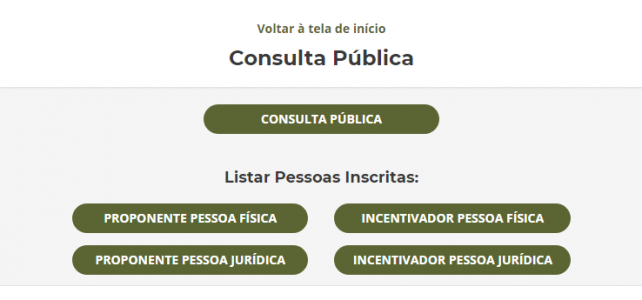 Voltar à tela de início
Consulta Pública
CONSULTA PÚBLICA
Listar Pessoas Inscritas:
PROPONENTE PESSOA FÍSICA
INCENTIVADOR PESSOA FÍSICA
PROPONENTE PESSOA JURÍDICA
INCENTIVADOR PESSOA JURÍDICA